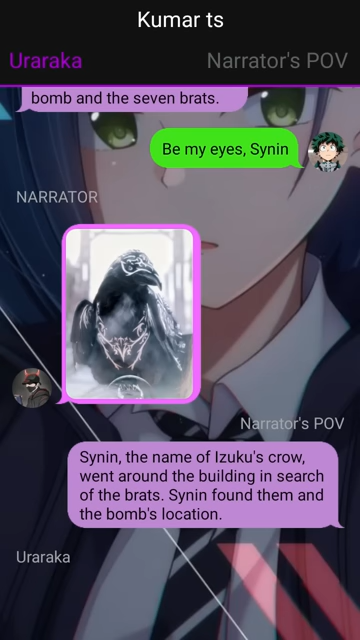 Kumar ts
Uraraka
Narrator's POV
bomb and the seven brats.
Be my eyes, Synin
NARRATOR
Narrator's POV
Synin, the name of Izuku's crow,
went around the building in search
of the brats. Synin found them and
the bomb's location.
Uraraka